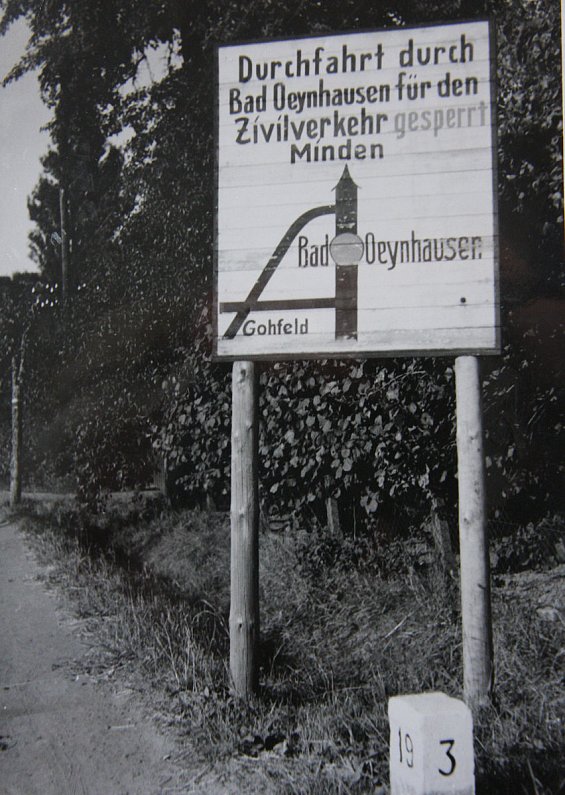 Durchfahrt durch
Bad Oeynhausen für den
Zivilverkehr gesperrt
Minden
Bad Oeynhausen
Gohfeld
19 3